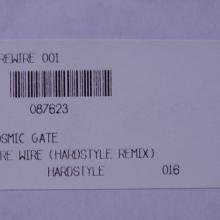 REWIRE 001
087623
OSMIC GATE
RE WIRE (HARDSTYLE REMIX)
HARDSTYLE 016